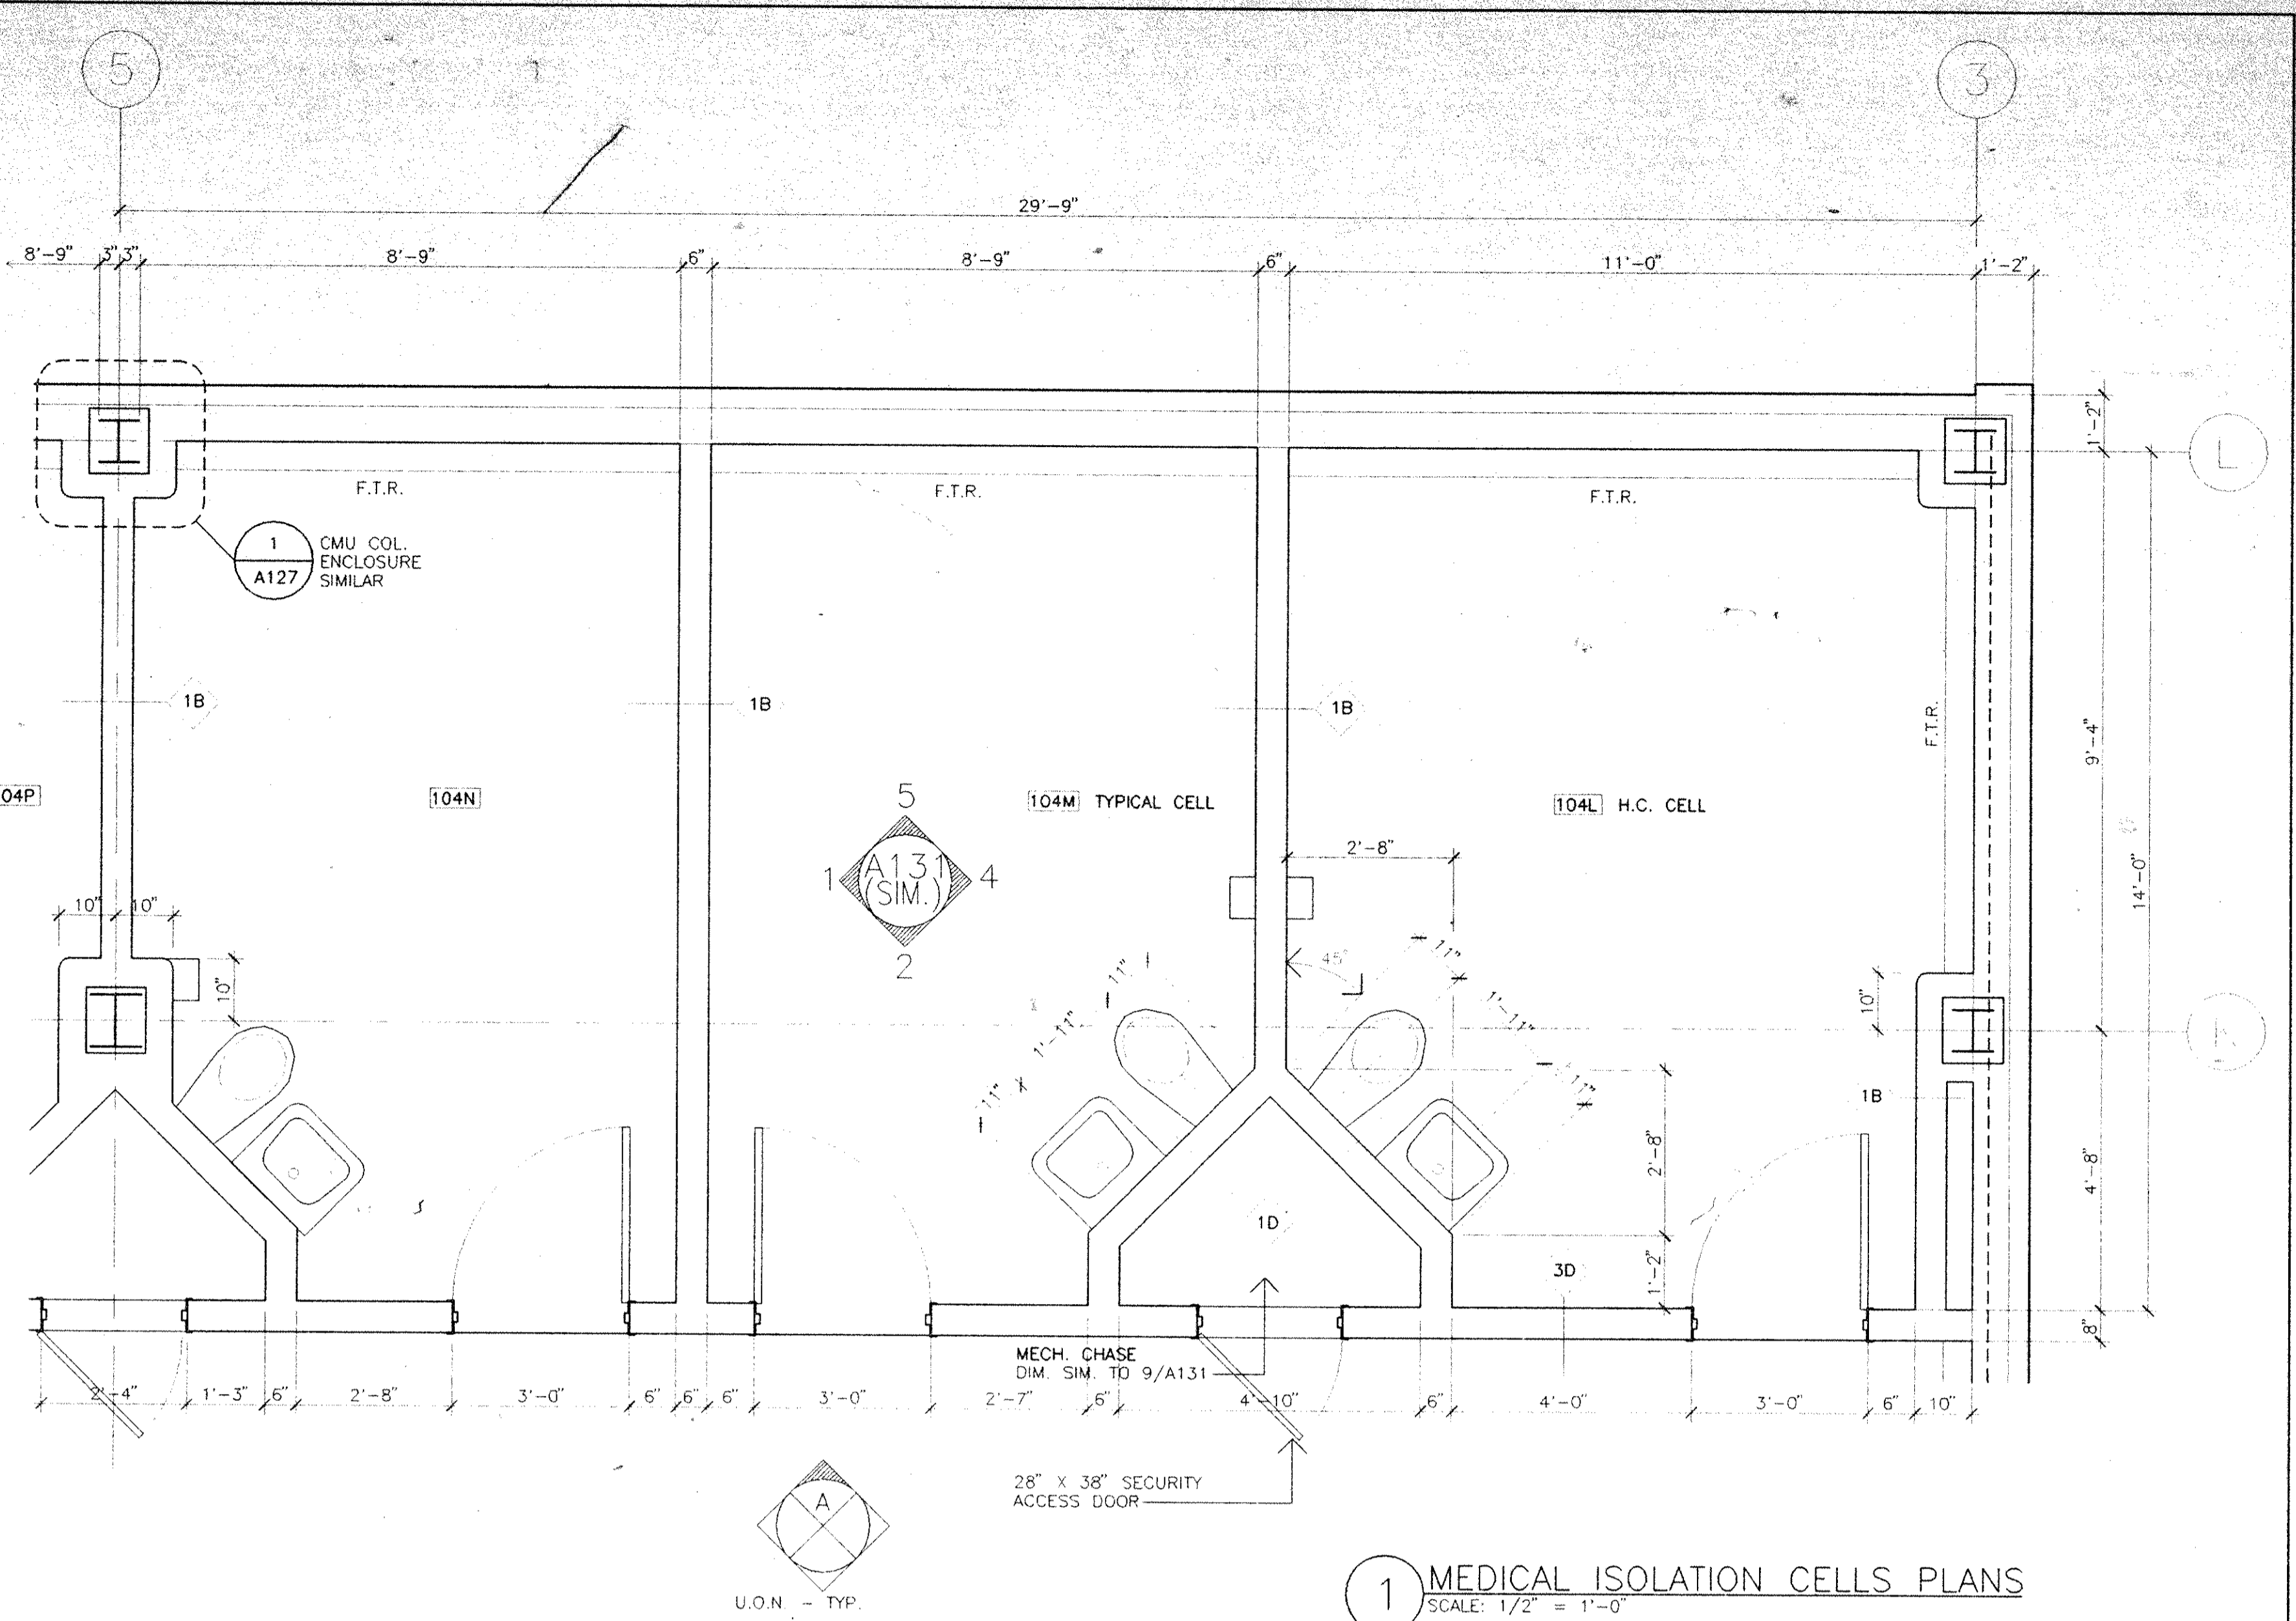 5
3
29'-9"
8'-9"
3"
3"
8'-9"
6"
8'-9"
6"
11'-0"
1'-2"
1'-2"
L
F.T.R.
F.T.R.
F.T.R.
1
A127
CMU COL.
ENCLOSURE
SIMILAR
1B
1B
1B
F.T.R.
9'-4"
14'-0"
04P
104N
104M TYPICAL CELL
104L H.C. CELL
5
1
A131
(SIM.)
4
2
2'-8"
10"
10"
10"
45°
11"
1'-11"
11"
11"
1'-11"
11"
10"
K
1B
2'-8"
4'-8"
1D
3D
1'-2"
8"
MECH. CHASE
DIM. SIM. TO 9/A131
2'-4"
1'-3"
6"
2'-8"
3'-0"
6"
6"
6"
3'-0"
2'-7"
6"
4'-10"
6"
4'-0"
3'-0"
6"
10"
28" X 38" SECURITY
ACCESS DOOR
A
U.O.N. - TYP.
1
MEDICAL ISOLATION CELLS PLANS
SCALE: 1/2" = 1'-0"